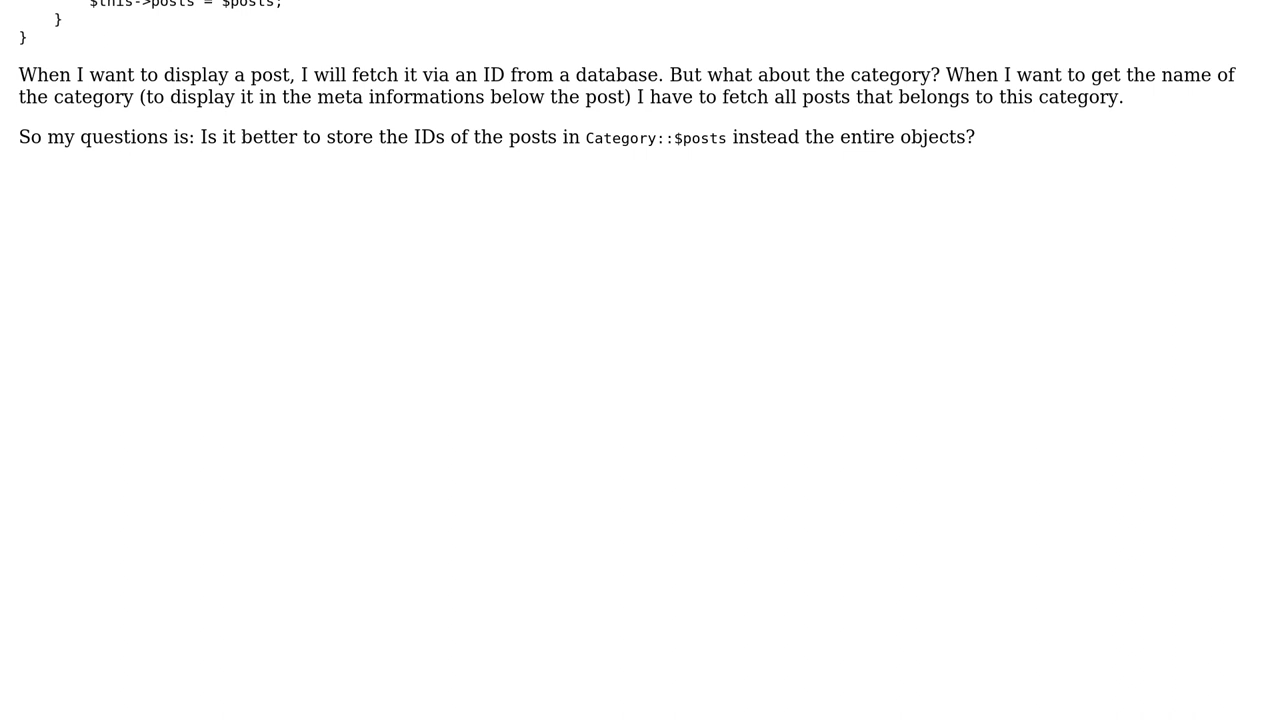 $this->posts = $posts;
}
}
When I want to display a post, I will fetch it via an ID from a database. But what about the category? When I want to get the name of
the category (to display it in the meta informations below the post) I have to fetch all posts that belongs to this category.
So my questions is: Is it better to store the IDs of the posts in Category::$posts instead the entire objects?